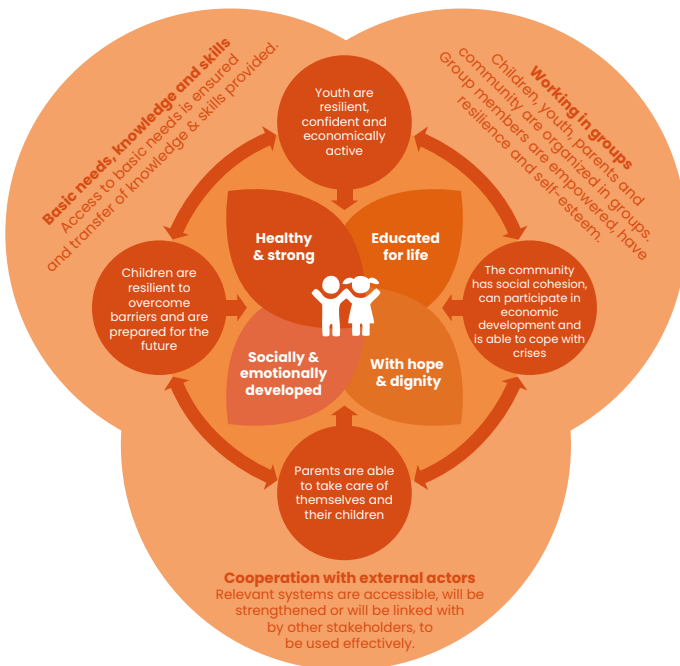 Basic needs, knowledge and skills
Access to basic needs is ensured
and transfer of knowledge & skills provided.
Working in groups
Children, youth, parents and
community are organized in groups.
Group members are empowered, have
resilience and self-esteem.
Youth are
resilient,
confident and
economically
active
Healthy
& strong
Educated
for life
Children are
resilient to
overcome
barriers and are
prepared for the
future
The community
has social cohesion,
can participate in
economic
development and
is able to cope with
crises
Socially &
emotionally
developed
With hope
& dignity
Parents are able
to take care of
themselves and
their children
Cooperation with external actors
Relevant systems are accessible, will be
strengthened or will be linked with
by other stakeholders, to
be used effectively.